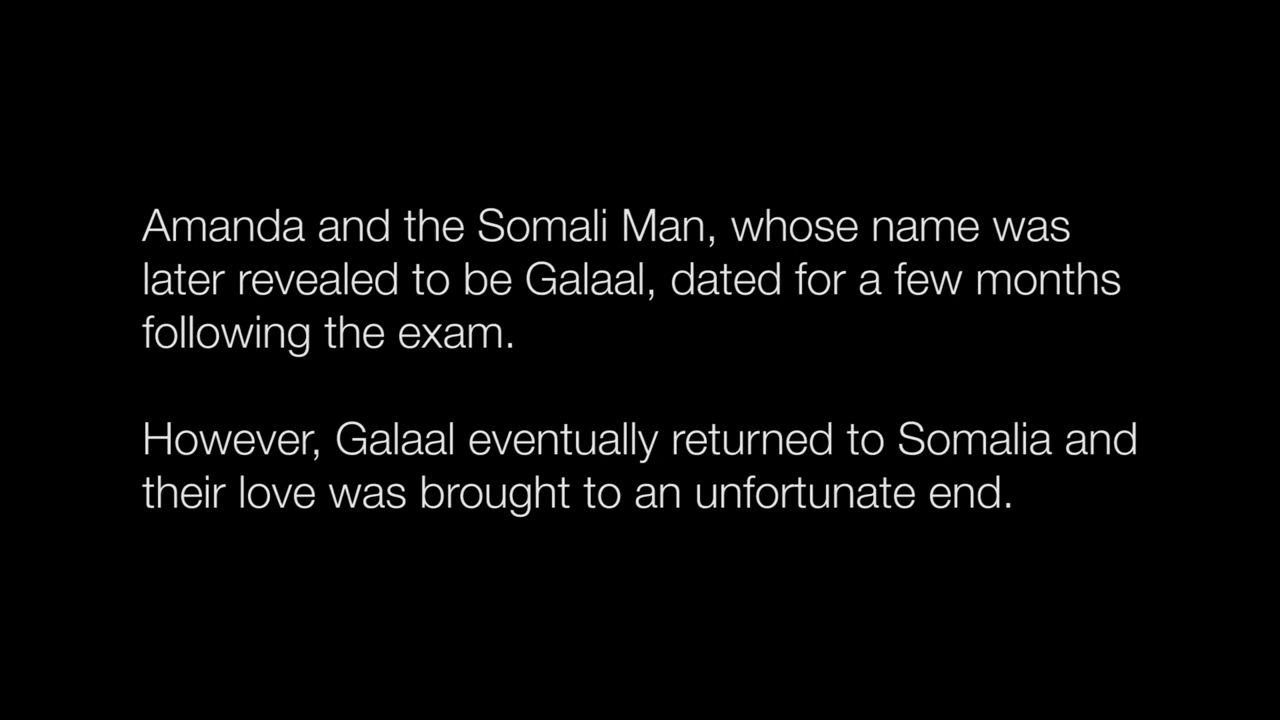 Amanda and the Somali Man, whose name was
later revealed to be Galaal, dated for a few months
following the exam.
However, Galaal eventually returned to Somalia and
their love was brought to an unfortunate end.